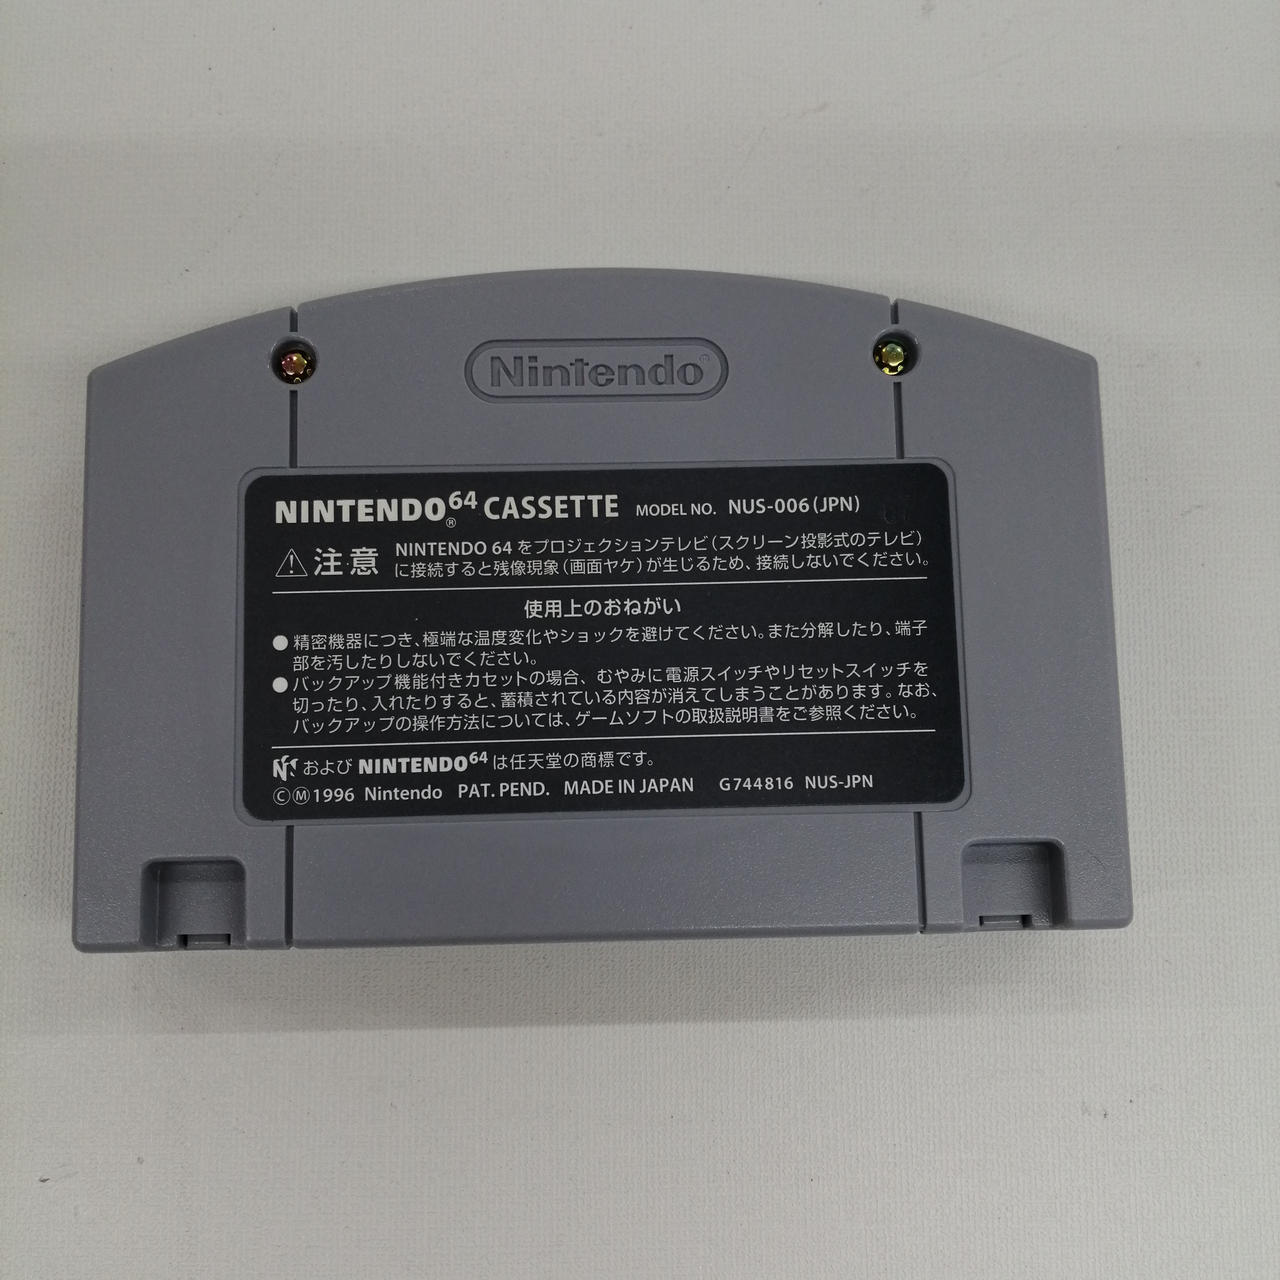 Nintendo®
NINTENDO64® CASSETTE MODEL NO. NUS-006(JPN)
注意 NINTENDO 64 をプロジェクションテレビ(スクリーン投影式のテレビ)
に接続すると残像現象(画面ヤケ)が生じるため、接続しないでください。
使用上のおねがい
●精密機器につき、極端な温度変化やショックを避けてください。また分解したり、端子
部を汚したりしないでください。
●バックアップ機能付きカセットの場合、むやみに電源スイッチやリセットスイッチを
切ったり、入れたりすると、蓄積されている内容が消えてしまうことがあります。なお、
バックアップの操作方法については、ゲームソフトの取扱説明書をご参照ください。
および NINTENDO64 は任天堂の商標です。
ⒸⓂ1996 Nintendo PAT. PEND. MADE IN JAPAN G744816 NUS-JPN